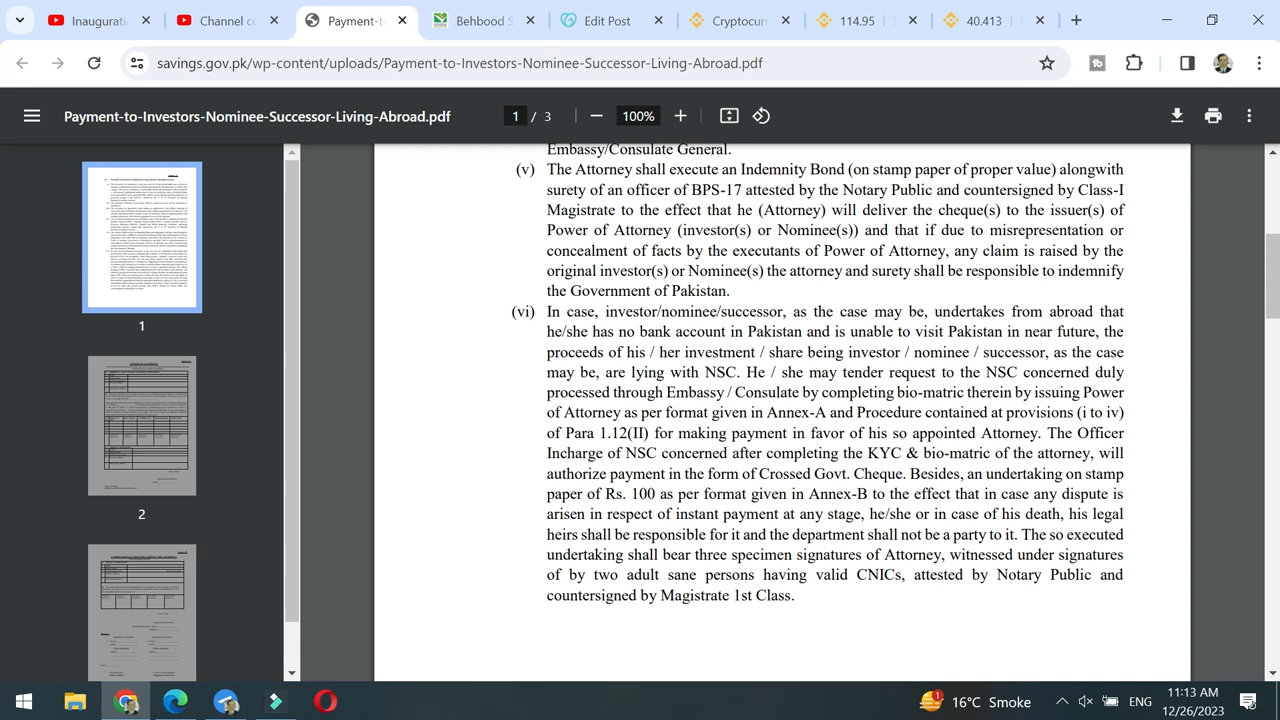 Inaugurati
Channel c
Payment-t
Behbood S
Edit Post
Cryptocurr
114.95
40.413
savings.gov.pk/wp-content/uploads/Payment-to-Investors-Nominee-Successor-Living-Abroad.pdf
Payment-to-Investors-Nominee-Successor-Living-Abroad.pdf
1 / 3
100%
Embassy/Consulate General.
(v) The Attorney shall execute an Indemnity Bond (on stamp paper of proper value) alongwith
surety of an officer of BPS-17 attested by the Notary Public and countersigned by Class-I
Magistrate to the effect that he (Attorney) will deliver the cheque(s) to the issuer(s) of
Power of Attorney (investor(s) or Nominee(s)) and that if due to misrepresentation or
concealment of facts by the executants of Power of Attorney, any claim is raised by the
original investor(s) or Nominee(s) the attorney and surety shall be responsible to indemnify
the Government of Pakistan.
(vi) In case, investor/nominee/successor, as the case may be, undertakes from abroad that
he/she has no bank account in Pakistan and is unable to visit Pakistan in near future, the
proceeds of his / her investment / share being investor / nominee / successor, as the case
may be, are lying with NSC. He / she may tender request to the NSC concerned duly
processed through Embassy / Consulate by completing bio-matric therein by issuing Power
of Attorney as per format given in Annex-A and Procedure contained at provisions (i to iv)
of Para 1.12(II) for making payment in favor of his so appointed Attorney. The Officer
Incharge of NSC concerned after completing the KYC & bio-matric of the attorney, will
authorize payment in the form of Crossed Govt. Cheque. Besides, an undertaking on stamp
paper of Rs. 100 as per format given in Annex-B to the effect that in case any dispute is
arisen in respect of instant payment at any stage, he/she or in case of his death, his legal
heirs shall be responsible for it and the department shall not be a party to it. The so executed
undertaking shall bear three specimen signatures of Attorney, witnessed under signatures
of by two adult sane persons having valid CNICs, attested by Notary Public and
countersigned by Magistrate 1st Class.
1
2
16°C Smoke
ENG
11:13 AM
12/26/2023